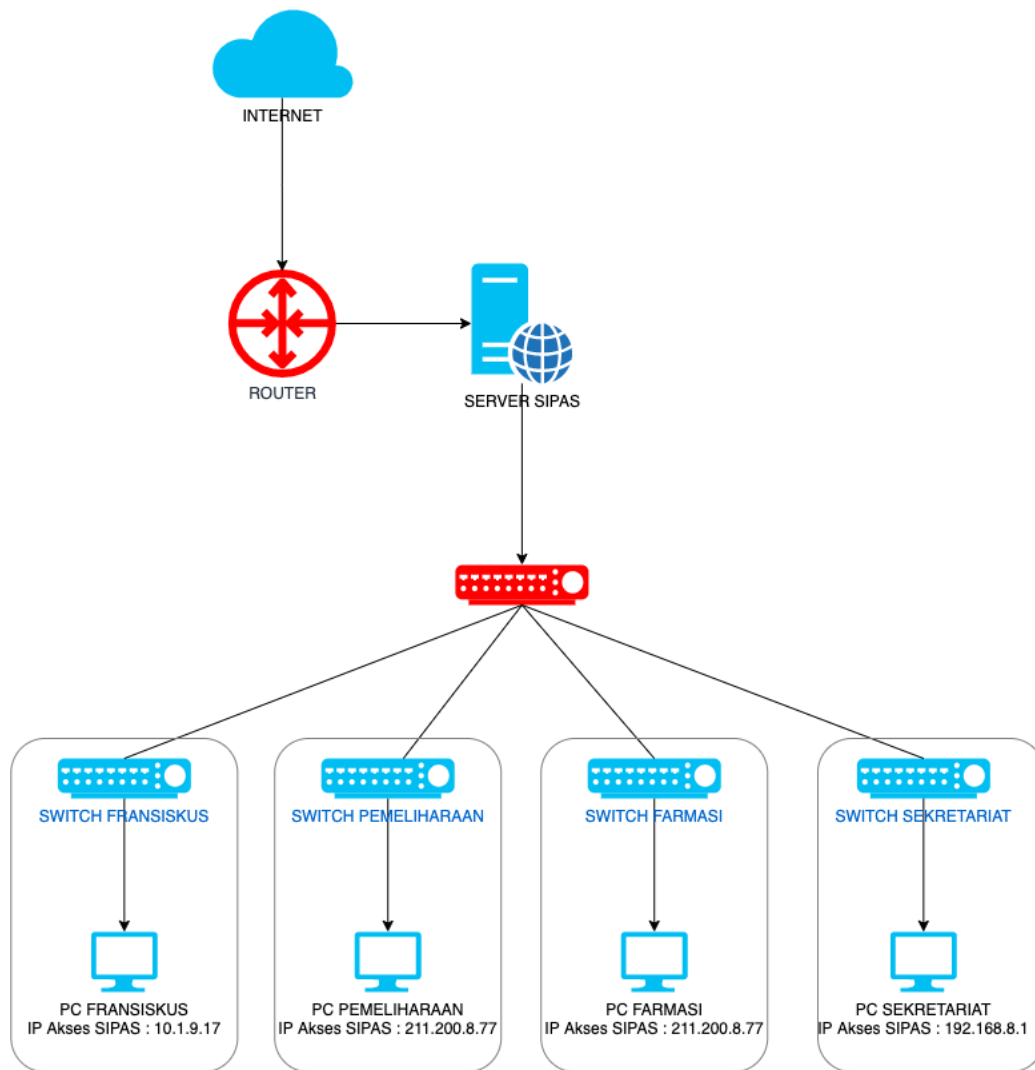 INTERNET
ROUTER
SERVER SIPAS
SWITCH FRANSISKUS
SWITCH PEMELIHARAAN
SWITCH FARMASI
SWITCH SEKRETARIAT
PC FRANSISKUS
IP Akses SIPAS : 10.1.9.17
PC PEMELIHARAAN
IP Akses SIPAS : 211.200.8.77
PC FARMASI
IP Akses SIPAS : 211.200.8.77
PC SEKRETARIAT
IP Akses SIPAS : 192.168.8.1